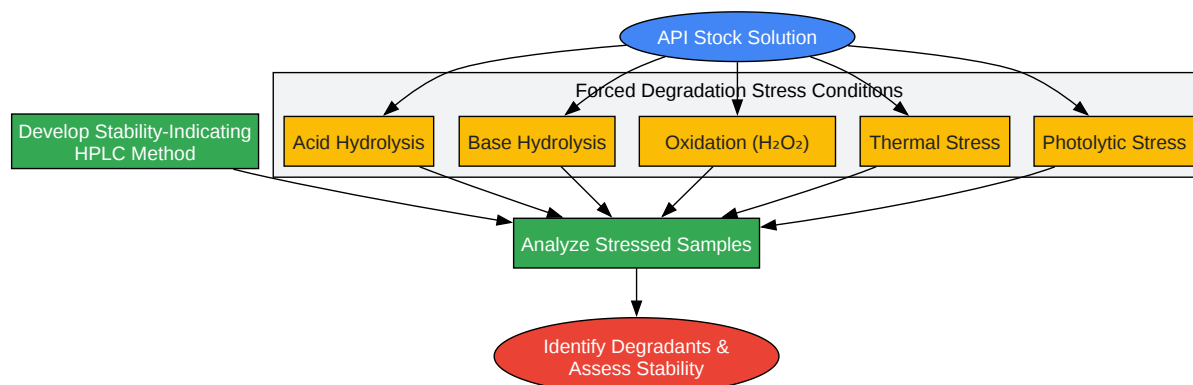 API Stock Solution
Forced Degradation Stress Conditions
Develop Stability-Indicating
HPLC Method
Acid Hydrolysis
Base Hydrolysis
Oxidation (H₂O₂)
Thermal Stress
Photolytic Stress
Analyze Stressed Samples
Identify Degradants &
Assess Stability